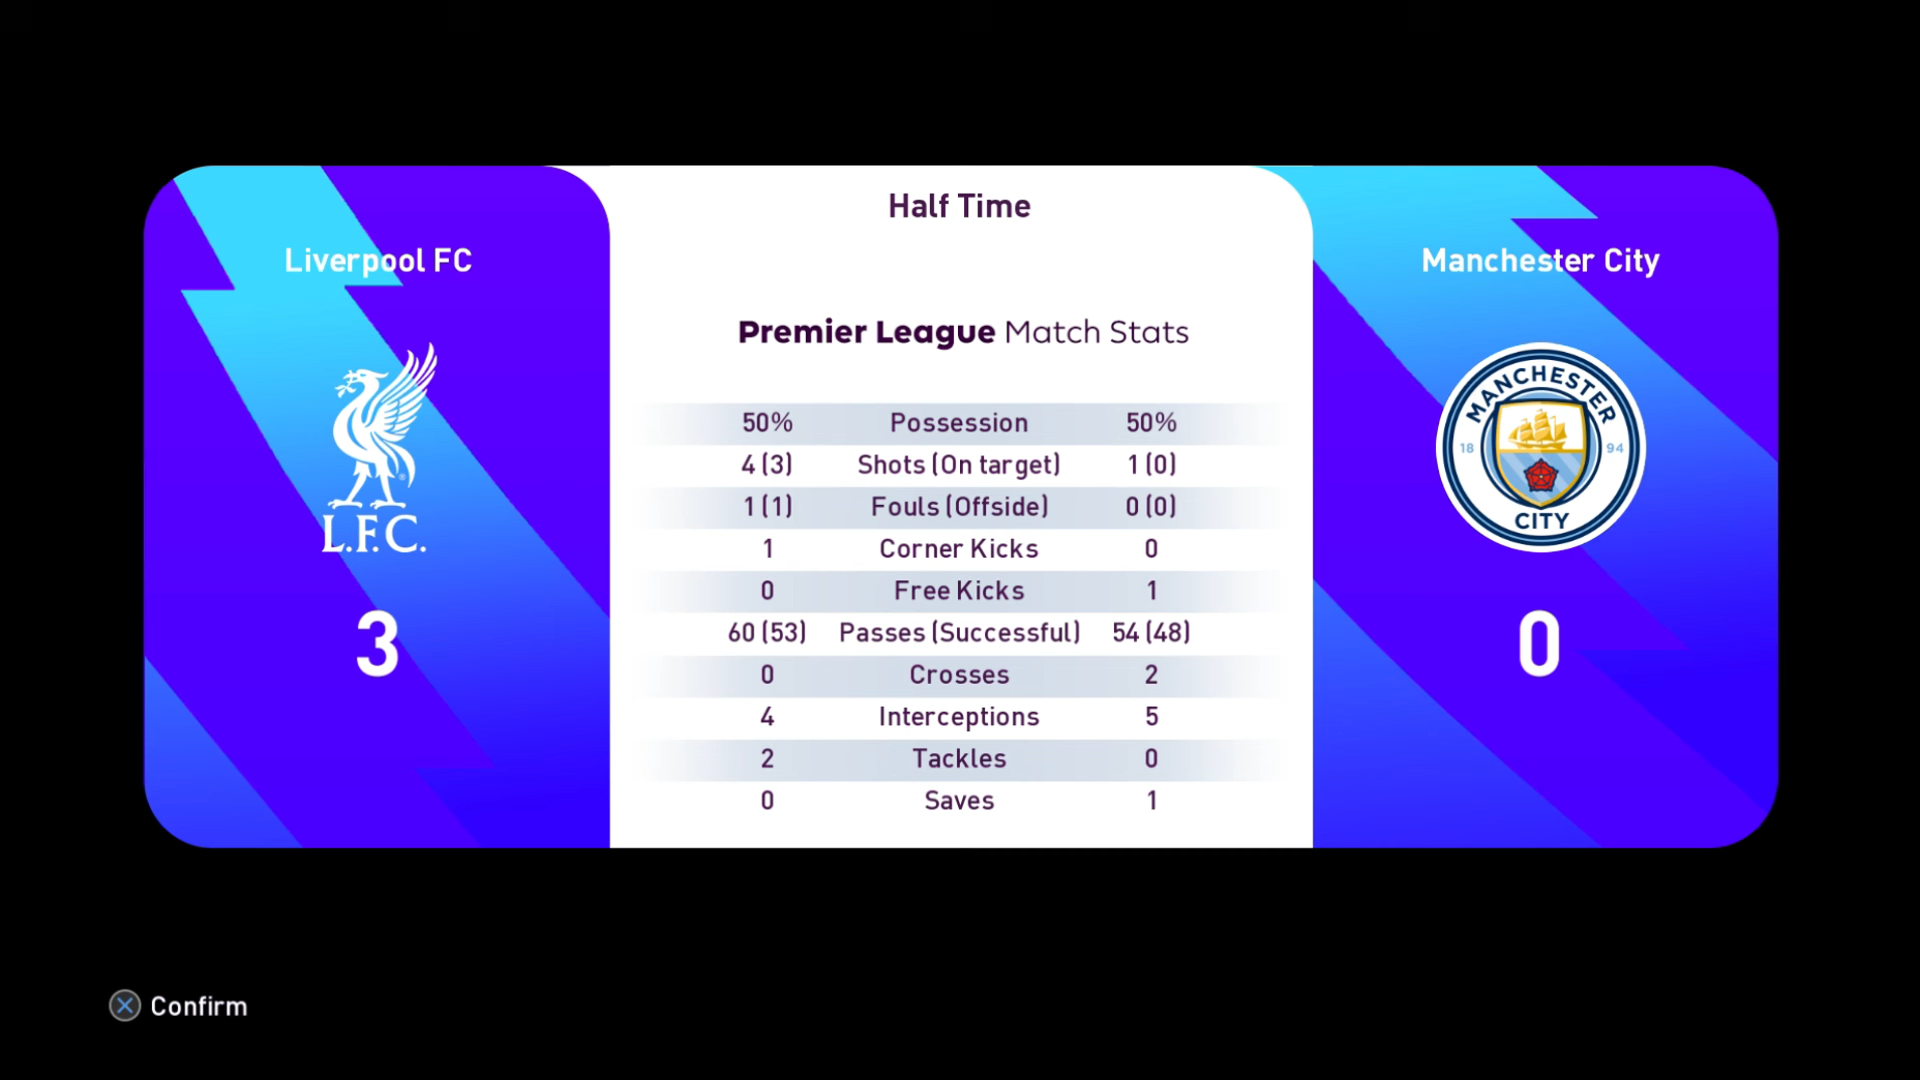 Half Time
Liverpool FC
Manchester City
Premier League Match Stats
50% Possession 50%
4 (3) Shots (On target) 1 (0)
1 (1) Fouls (Offside) 0 (0)
1 Corner Kicks 0
0 Free Kicks 1
60 (53) Passes (Successful) 54 (48)
0 Crosses 2
4 Interceptions 5
2 Tackles 0
0 Saves 1
L.F.C.
MANCHESTER
18 94
CITY
3
0
Confirm